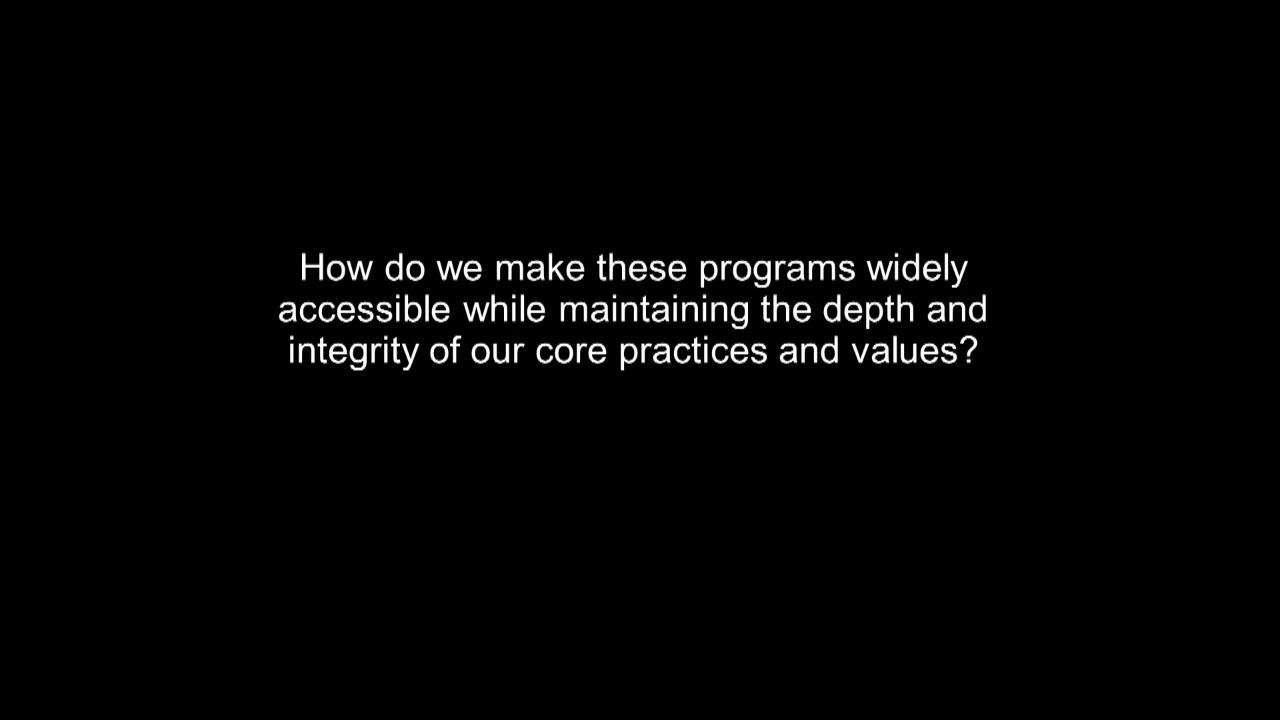 How do we make these programs widely
accessible while maintaining the depth and
integrity of our core practices and values?